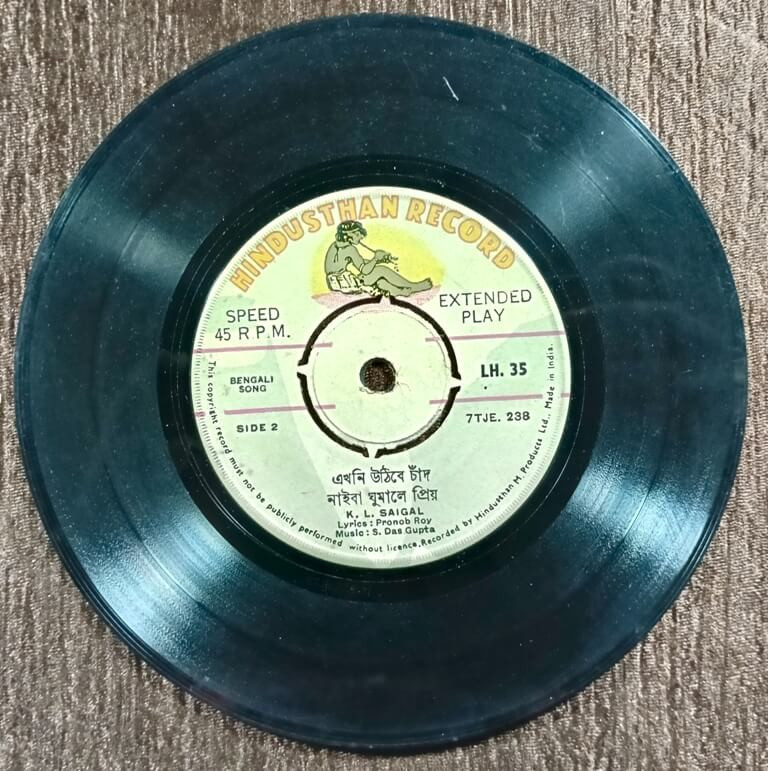 HINDUSTHAN RECORD
SPEED
45 R P.M.
EXTENDED
PLAY
BENGALI
SONG
LH. 35
SIDE 2
7TJE. 238
এখনি উঠিবে চাঁদ
নাইবা ঘুমালে প্রিয়
K. L. SAIGAL
Lyrics : Pronob Roy
Music : S. Das Gupta
This copyright record must not be publicly performed without licence. Recorded by Hindusthan M. Products Ltd., Made in India.